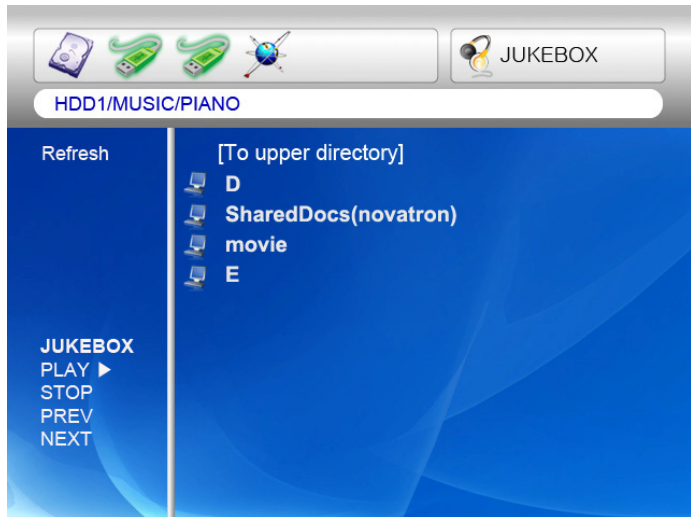 JUKEBOX
HDD1/MUSIC/PIANO
Refresh
[To upper directory]
D
SharedDocs(novatron)
movie
E
JUKEBOX
PLAY ▶
STOP
PREV
NEXT